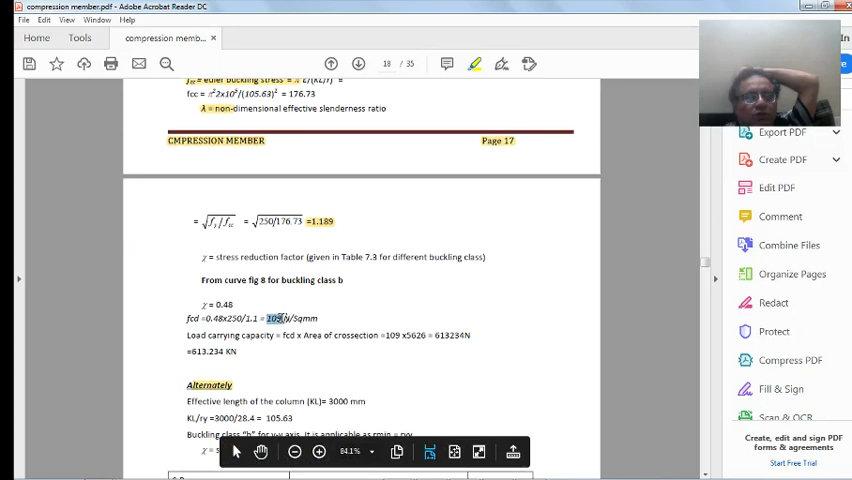 compression member.pdf - Adobe Acrobat Reader DC
File Edit View Window Help
Home Tools compression memb... ×
18 / 35
fcc = euler buckling stress = π²E/(KL/r)² =
fcc = π²2x10⁵/(105.63)² = 176.73
λ = non-dimensional effective slenderness ratio
CMPRESSION MEMBER Page 17
= √fy/fcc = √250/176.73 =1.189
χ = stress reduction factor (given in Table 7.3 for different buckling class)
From curve fig 8 for buckling class b
χ = 0.48
fcd =0.48x250/1.1 = 109 N/Sqmm
Load carrying capacity = fcd x Area of crossection =109 x5626 = 613234N
=613.234 KN
Alternately
Effective length of the column (KL)= 3000 mm
KL/ry =3000/28.4 = 105.63
Buckling class "b" for y-y axis. It is applicable as rmin = ryy
χ = s
84.1%
Export PDF
Create PDF
Edit PDF
Comment
Combine Files
Organize Pages
Redact
Protect
Compress PDF
Fill & Sign
Scan & OCR
Create, edit and sign PDF
forms & agreements
Start Free Trial